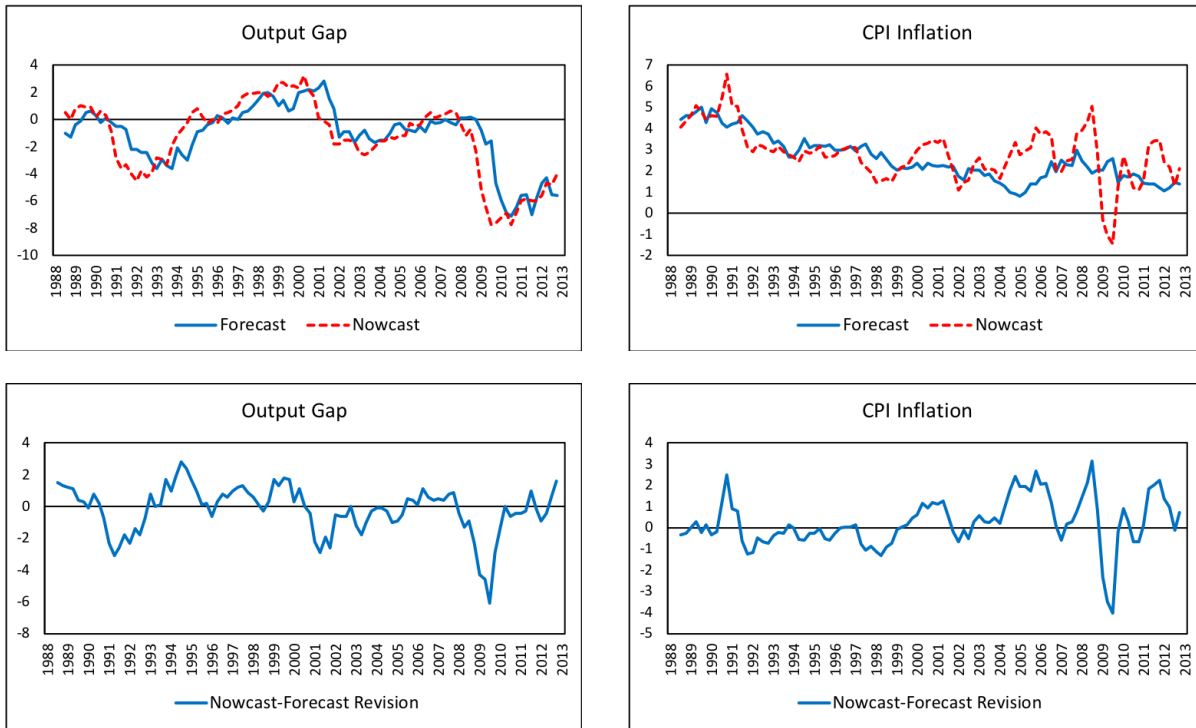 Output Gap
4
2
0
-2
-4
-6
-8
-10
1988 1989 1990 1991 1992 1993 1994 1995 1996 1997 1998 1999 2000 2001 2002 2003 2004 2005 2006 2007 2008 2009 2010 2011 2012 2013
Forecast Nowcast
CPI Inflation
7
6
5
4
3
2
1
0
-1
-2
1988 1989 1990 1991 1992 1993 1994 1995 1996 1997 1998 1999 2000 2001 2002 2003 2004 2005 2006 2007 2008 2009 2010 2011 2012 2013
Forecast Nowcast
Output Gap
4
2
0
-2
-4
-6
-8
1988 1989 1990 1991 1992 1993 1994 1995 1996 1997 1998 1999 2000 2001 2002 2003 2004 2005 2006 2007 2008 2009 2010 2011 2012 2013
Nowcast-Forecast Revision
CPI Inflation
4
3
2
1
0
-1
-2
-3
-4
-5
1988 1989 1990 1991 1992 1993 1994 1995 1996 1997 1998 1999 2000 2001 2002 2003 2004 2005 2006 2007 2008 2009 2010 2011 2012 2013
Nowcast-Forecast Revision